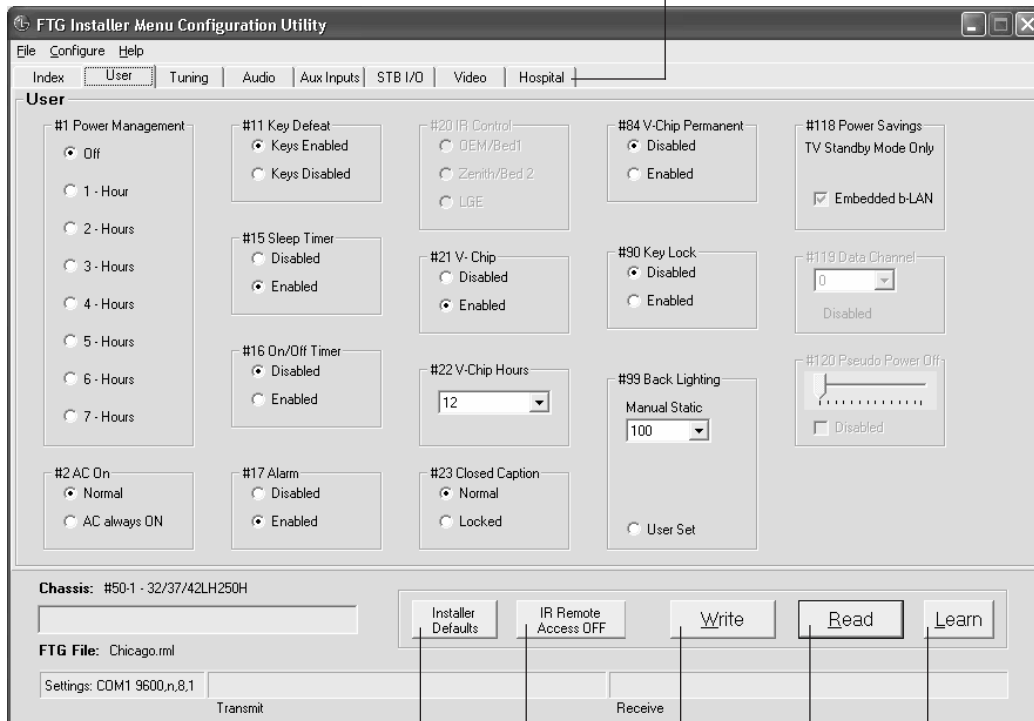 FTG Installer Menu Configuration Utility
File Configure Help
Index User Tuning Audio Aux Inputs STB I/O Video Hospital
User
#1 Power Management
Off
1 - Hour
2 - Hours
3 - Hours
4 - Hours
5 - Hours
6 - Hours
7 - Hours
#2 AC On
Normal
AC always ON
#11 Key Defeat
Keys Enabled
Keys Disabled
#15 Sleep Timer
Disabled
Enabled
#16 On/Off Timer
Disabled
Enabled
#17 Alarm
Disabled
Enabled
#20 IR Control
OEM/Bed1
Zenith/Bed 2
LGE
#21 V- Chip
Disabled
Enabled
#22 V-Chip Hours
12
#23 Closed Caption
Normal
Locked
#84 V-Chip Permanent
Disabled
Enabled
#90 Key Lock
Disabled
Enabled
#99 Back Lighting
Manual Static
100
User Set
#118 Power Savings
TV Standby Mode Only
Embedded b-LAN
#119 Data Channel
0
Disabled
#120 Pseudo Power Off
Disabled
Chassis: #50-1 - 32/37/42LH250H
FTG File: Chicago.rml
Installer Defaults
IR Remote Access OFF
Write
Read
Learn
Settings: COM1 9600,n,8,1
Transmit
Receive